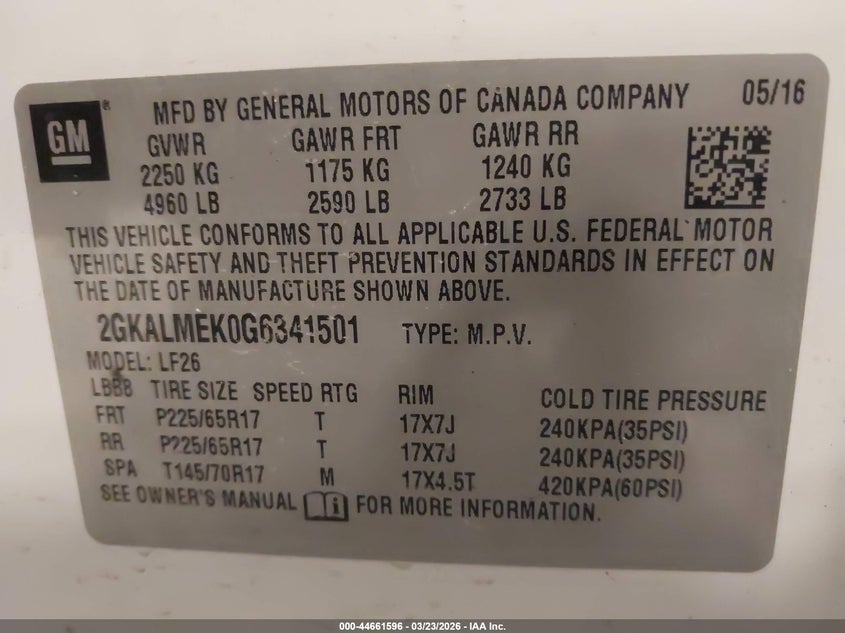 GM ® MFD BY GENERAL MOTORS OF CANADA COMPANY 05/16
GVWR GAWR FRT GAWR RR
2250 KG 1175 KG 1240 KG
4960 LB 2590 LB 2733 LB
THIS VEHICLE CONFORMS TO ALL APPLICABLE U.S. FEDERAL MOTOR
VEHICLE SAFETY AND THEFT PREVENTION STANDARDS IN EFFECT ON
THE DATE OF MANUFACTURE SHOWN ABOVE.
2GKALMEK0G6341501 TYPE: M.P.V.
MODEL: LF26
LBBB TIRE SIZE SPEED RTG RIM COLD TIRE PRESSURE
FRT P225/65R17 T 17X7J 240KPA(35PSI)
RR P225/65R17 T 17X7J 240KPA(35PSI)
SPA T145/70R17 M 17X4.5T 420KPA(60PSI)
SEE OWNER'S MANUAL i FOR MORE INFORMATION.
000-44661596 - 03/23/2026 - IAA Inc.